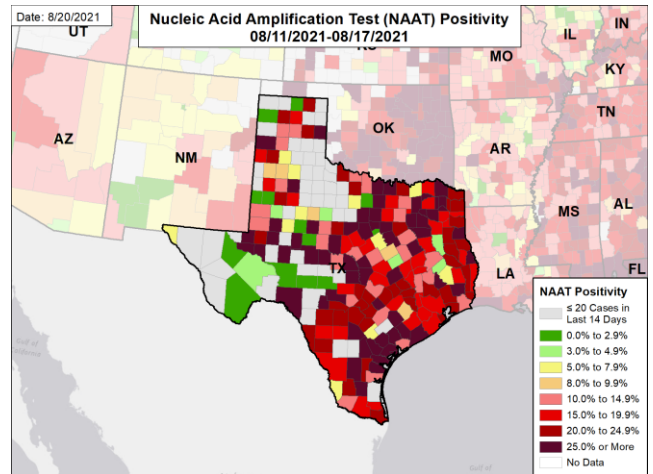 Date: 8/20/2021
Nucleic Acid Amplification Test (NAAT) Positivity
08/11/2021-08/17/2021
UT
KS
MO
IL
IN
KY
AZ
NM
OK
AR
TN
MS
AL
TX
LA
FL
Gulf of
California
NAAT Positivity
≤ 20 Cases in
Last 14 Days
0.0% to 2.9%
3.0% to 4.9%
5.0% to 7.9%
8.0% to 9.9%
10.0% to 14.9%
15.0% to 19.9%
20.0% to 24.9%
25.0% or More
No Data